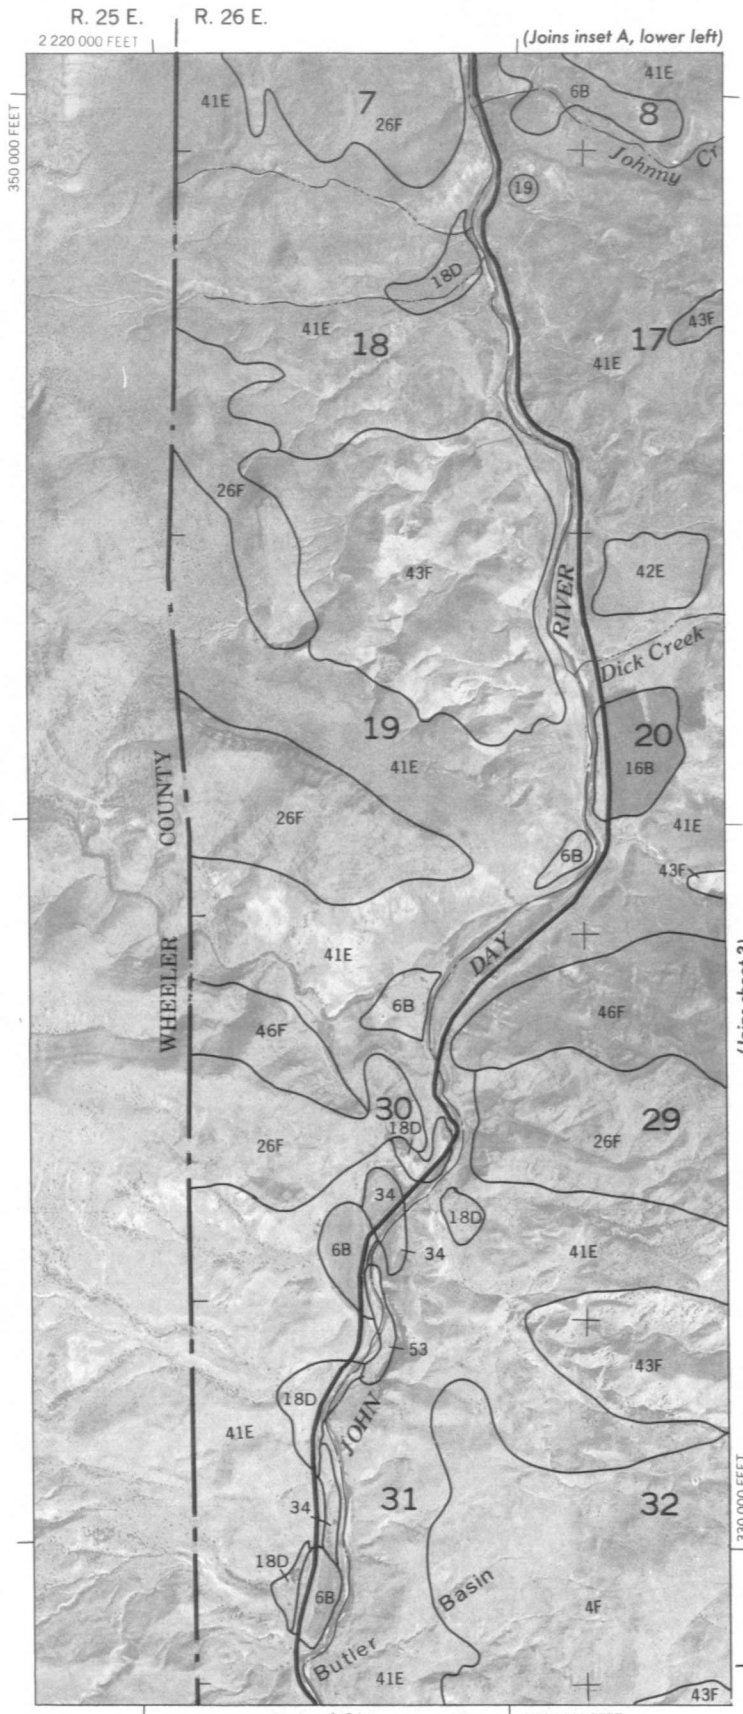 R. 25 E. R. 26 E.
2 220 000 FEET
(Joins inset A, lower left)
350 000 FEET
41E
7
26F
6B
41E
8
Johnny Cr
19
18D
41E
18
17
43F
41E
26F
43F
42E
RIVER
Dick Creek
19
20
41E
16B
COUNTY
26F
41E
6B
43F
41E
DAY
WHEELER
6B
46F
46F
30
18D
29
26F
26F
34
18D
6B
34
41E
53
43F
18D
JOHN
41E
31
32
34
330 000 FEET
18D
6B
Basin
4F
Butler
41E
43F